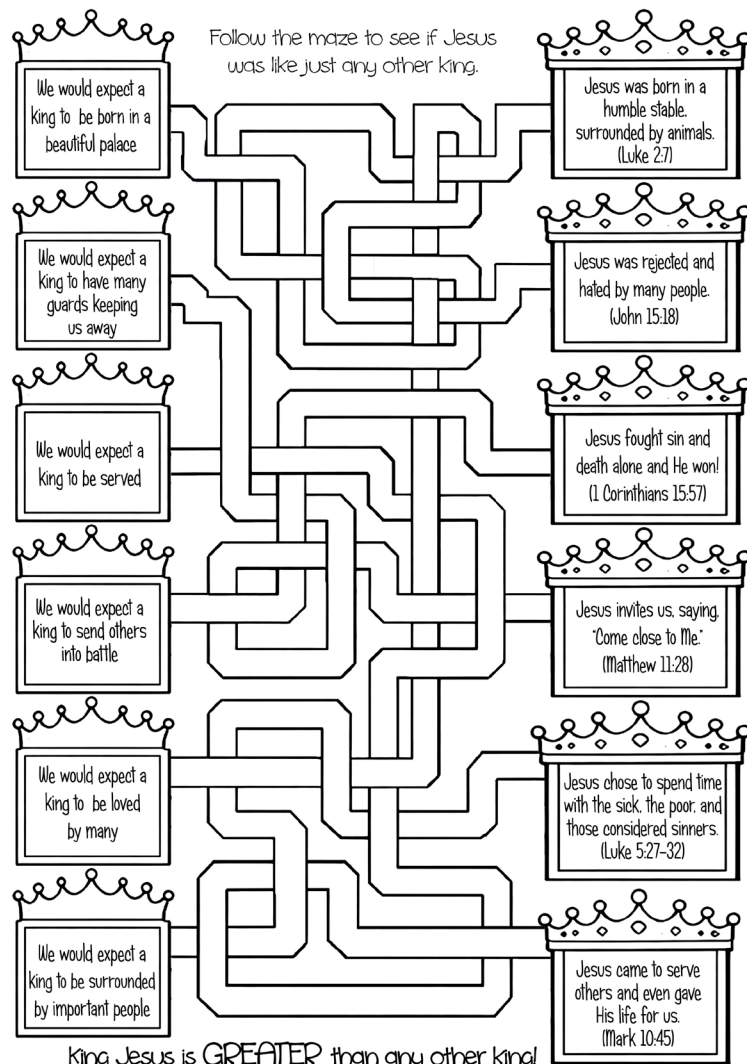 Follow the maze to see if Jesus
was like just any other king.
We would expect a
king to be born in a
beautiful palace
Jesus was born in a
humble stable,
surrounded by animals.
(Luke 2:7)
We would expect a
king to have many
guards keeping
us away
Jesus was rejected and
hated by many people.
(John 15:18)
We would expect a
king to be served
Jesus fought sin and
death alone and He won!
(1 Corinthians 15:57)
We would expect a
king to send others
into battle
Jesus invites us, saying,
"Come close to Me."
(Matthew 11:28)
We would expect a
king to be loved
by many
Jesus chose to spend time
with the sick, the poor, and
those considered sinners.
(Luke 5:27-32)
We would expect a
king to be surrounded
by important people
Jesus came to serve
others and even gave
His life for us.
(Mark 10:45)
King Jesus is GREATER than any other king!